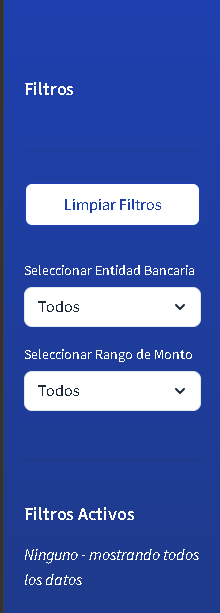 Filtros
Limpiar Filtros
Seleccionar Entidad Bancaria
Todos
Seleccionar Rango de Monto
Todos
Filtros Activos
Ninguno - mostrando todos
los datos